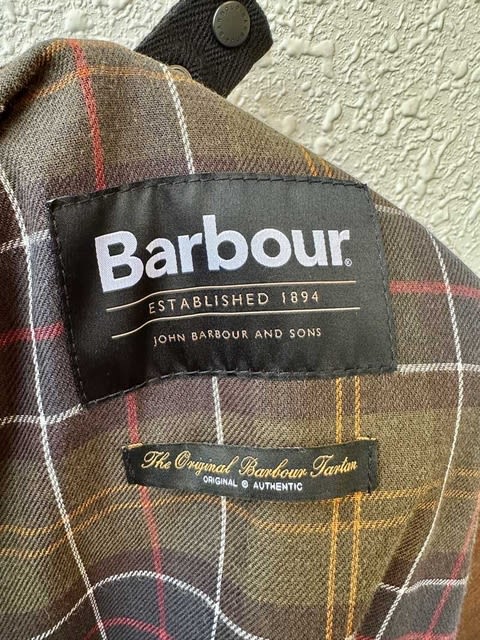 Barbour®
ESTABLISHED 1894
JOHN BARBOUR AND SONS
The Original Barbour Tartan
ORIGINAL ® AUTHENTIC